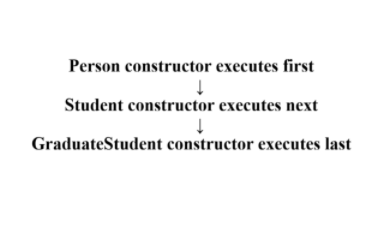 Person constructor executes first
↓
Student constructor executes next
↓
GraduateStudent constructor executes last